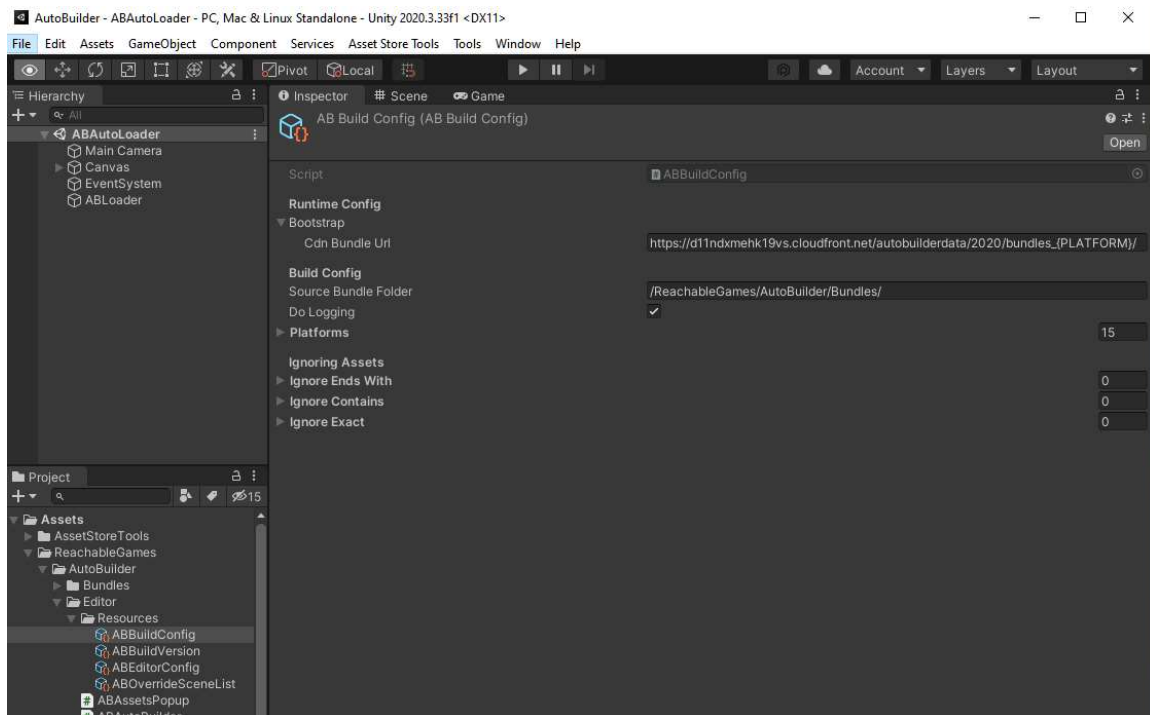 AutoBuilder - ABAutoLoader - PC, Mac & Linux Standalone - Unity 2020.3.33f1 <DX11>
File Edit Assets GameObject Component Services Asset Store Tools Tools Window Help
Pivot Local Account Layers Layout
Hierarchy
All
ABAutoLoader
Main Camera
Canvas
EventSystem
ABLoader
Inspector Scene Game
AB Build Config (AB Build Config)
Open
Script ABBuildConfig
Runtime Config
Bootstrap
Cdn Bundle Url https://d11ndxmehk19vs.cloudfront.net/autobuilderdata/2020/bundles_{PLATFORM}/
Build Config
Source Bundle Folder /ReachableGames/AutoBuilder/Bundles/
Do Logging
Platforms 15
Ignoring Assets
Ignore Ends With 0
Ignore Contains 0
Ignore Exact 0
Project
15
Assets
AssetStoreTools
ReachableGames
AutoBuilder
Bundles
Editor
Resources
ABBuildConfig
ABBuildVersion
ABEditorConfig
ABOverrideSceneList
ABAssetsPopup